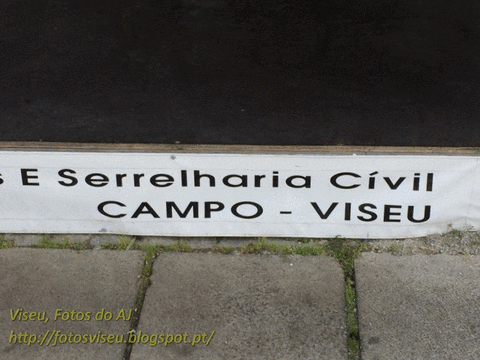 s E Serrelharia Cívil
CAMPO - VISEU
Viseu, Fotos do AJ
http://fotosviseu.blogspot.pt/